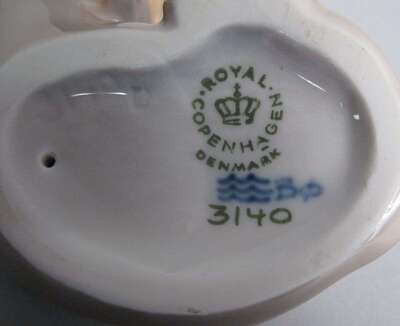 ROYAL
COPENHAGEN
DENMARK
3140